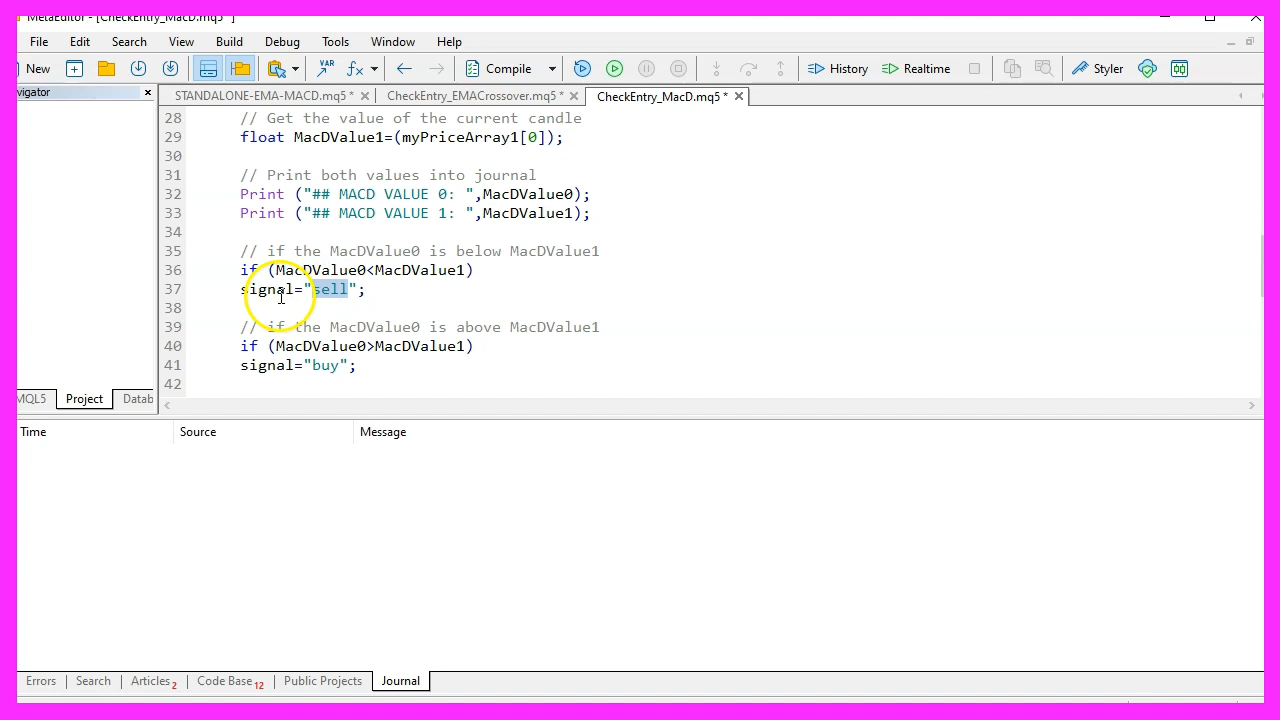 MetaEditor - [CheckEntry_MacD.mq5 *]
File Edit Search View Build Debug Tools Window Help
New VAR fx Compile History Realtime Styler
vigator
STANDALONE-EMA-MACD.mq5 * CheckEntry_EMACrossover.mq5 * CheckEntry_MacD.mq5 *
28 // Get the value of the current candle
29 float MacDValue1=(myPriceArray1[0]);
30
31 // Print both values into journal
32 Print ("## MACD VALUE 0: ",MacDValue0);
33 Print ("## MACD VALUE 1: ",MacDValue1);
34
35 // if the MacDValue0 is below MacDValue1
36 if (MacDValue0<MacDValue1)
37 signal="sell";
38
39 // if the MacDValue0 is above MacDValue1
40 if (MacDValue0>MacDValue1)
41 signal="buy";
42
MQL5 Project Datab
Time Source Message
Errors Search Articles 2 Code Base 12 Public Projects Journal